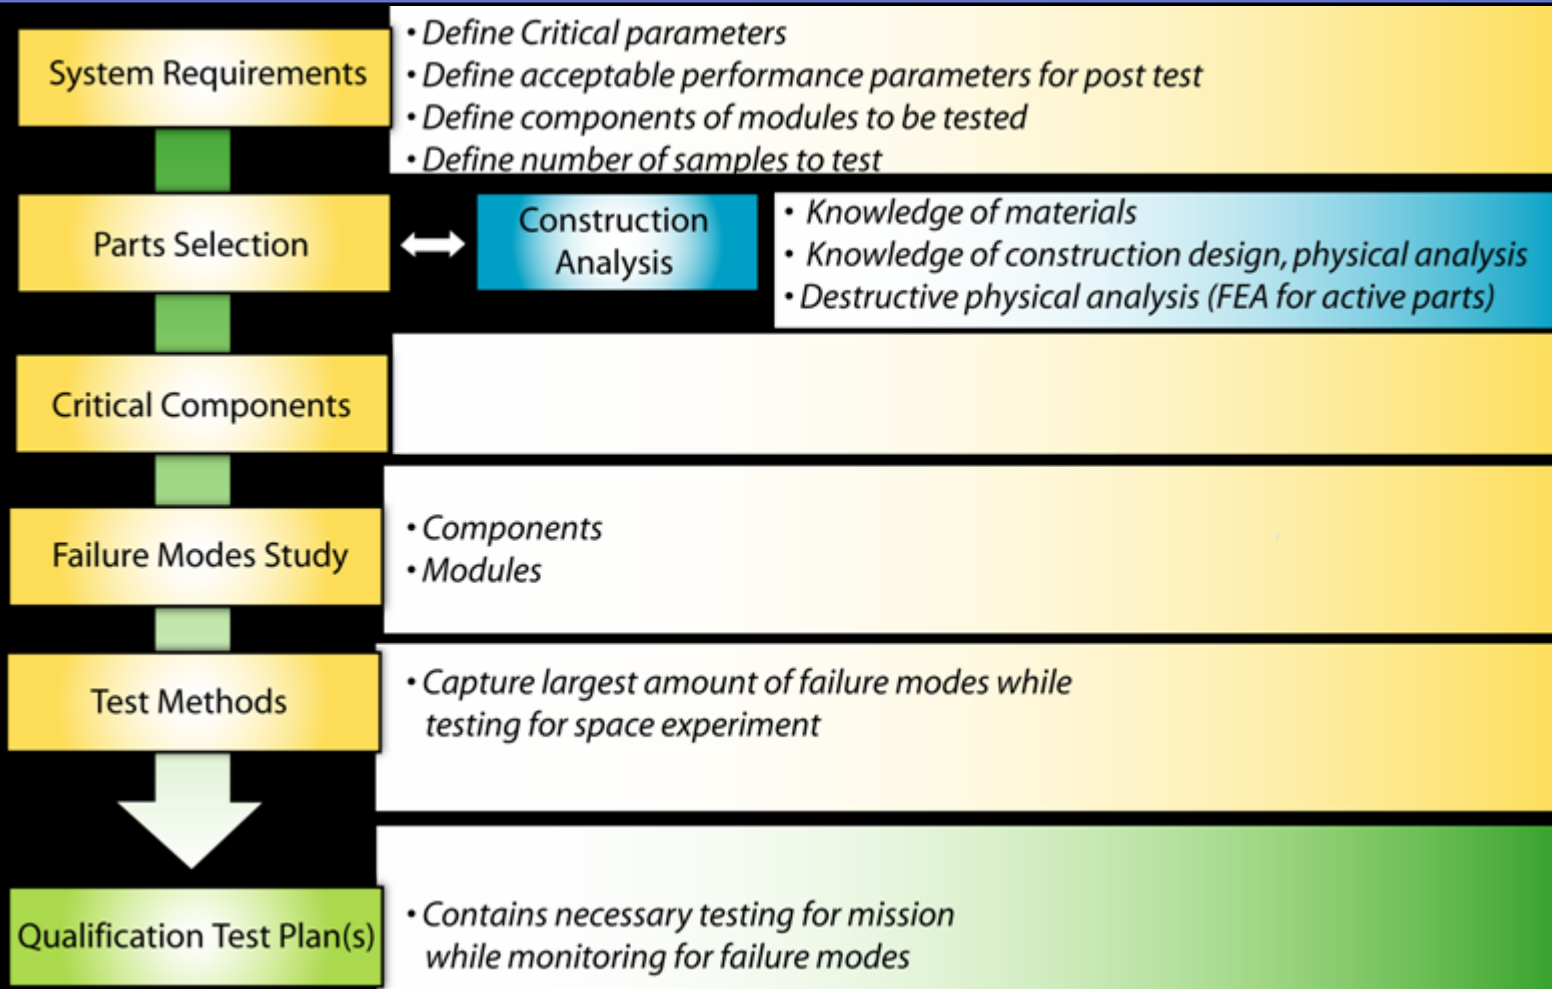 System Requirements
• Define Critical parameters
• Define acceptable performance parameters for post test
• Define components of modules to be tested
• Define number of samples to test
Parts Selection
Construction
Analysis
• Knowledge of materials
• Knowledge of construction design, physical analysis
• Destructive physical analysis (FEA for active parts)
Critical Components
Failure Modes Study
• Components
• Modules
Test Methods
• Capture largest amount of failure modes while
testing for space experiment
Qualification Test Plan(s)
• Contains necessary testing for mission
while monitoring for failure modes